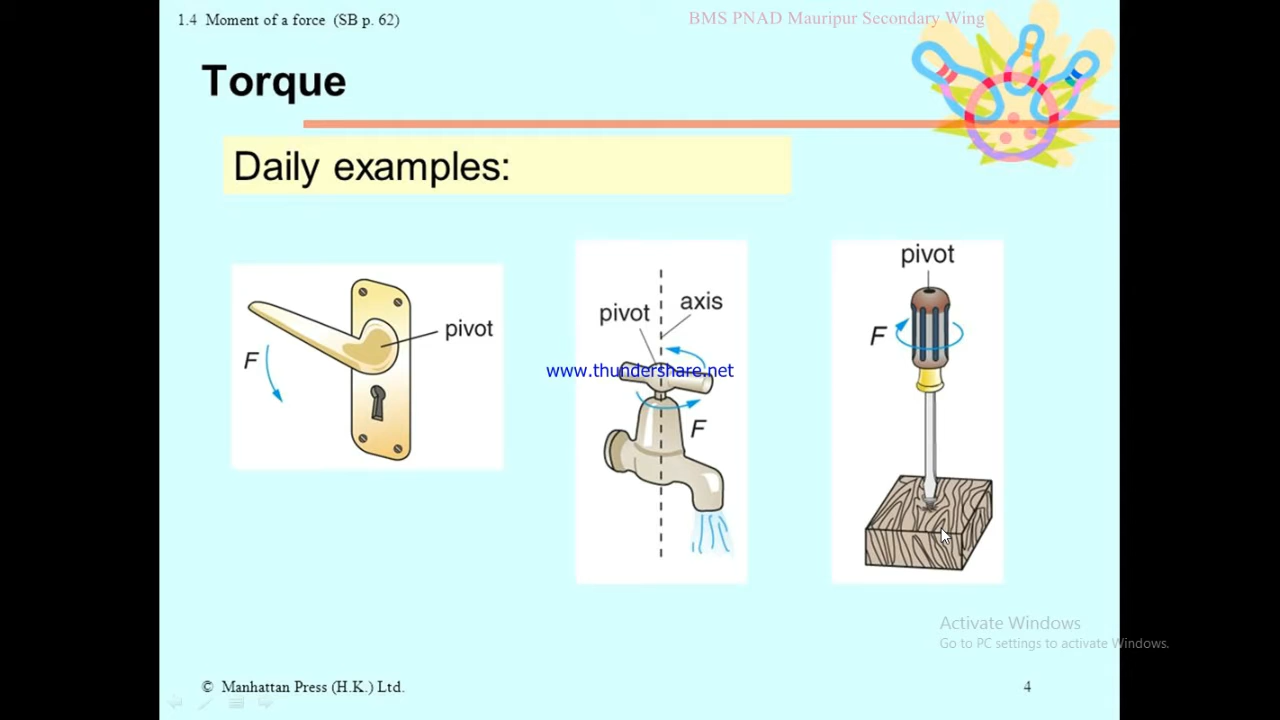 1.4 Moment of a force (SB p. 62)
BMS PNAD Mauripur Secondary Wing
Torque
Daily examples:
pivot
F
pivot
axis
F
www.thundershare.net
pivot
F
Activate Windows
Go to PC settings to activate Windows.
© Manhattan Press (H.K.) Ltd.
4